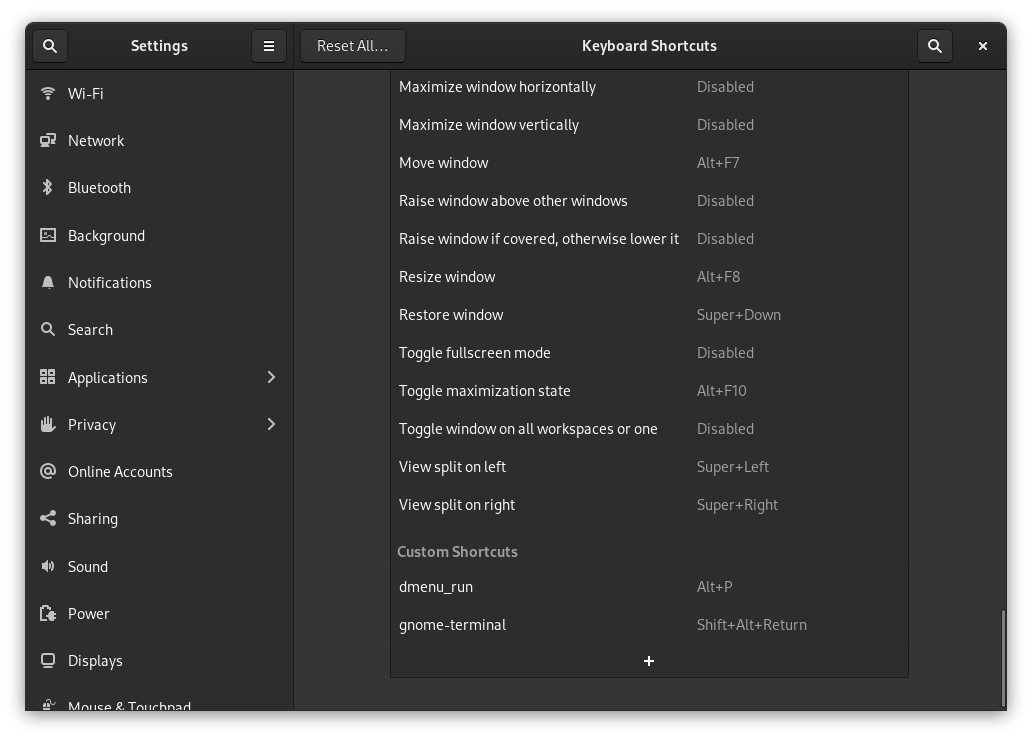 Settings
Reset All...
Keyboard Shortcuts
Wi-Fi
Network
Bluetooth
Background
Notifications
Search
Applications
Privacy
Online Accounts
Sharing
Sound
Power
Displays
Mouse & Touchpad
Maximize window horizontally Disabled
Maximize window vertically Disabled
Move window Alt+F7
Raise window above other windows Disabled
Raise window if covered, otherwise lower it Disabled
Resize window Alt+F8
Restore window Super+Down
Toggle fullscreen mode Disabled
Toggle maximization state Alt+F10
Toggle window on all workspaces or one Disabled
View split on left Super+Left
View split on right Super+Right
Custom Shortcuts
dmenu_run Alt+P
gnome-terminal Shift+Alt+Return
+